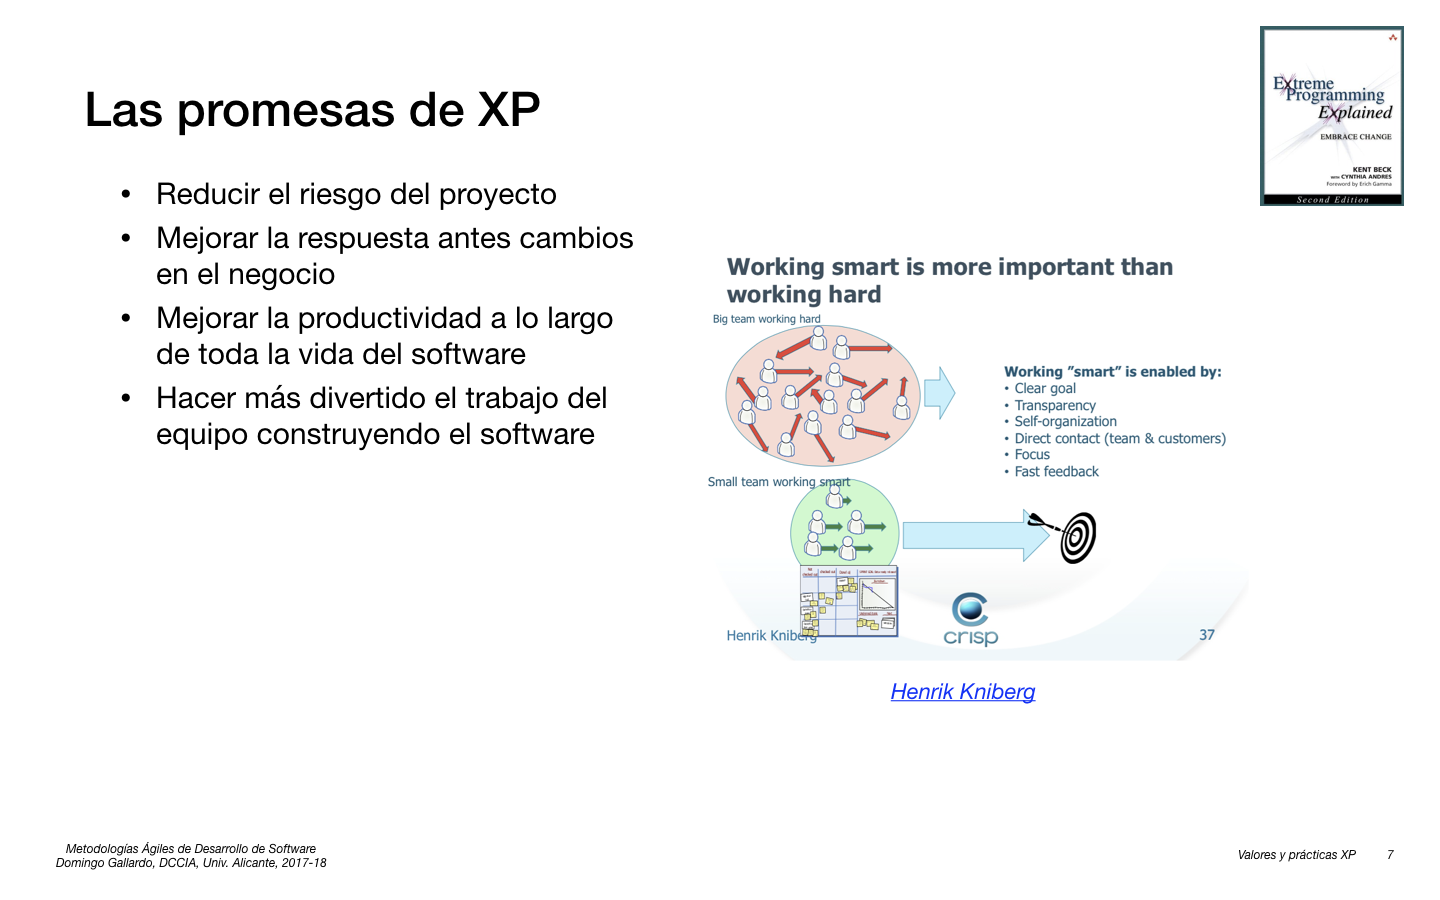 Las promesas de XP
• Reducir el riesgo del proyecto
• Mejorar la respuesta antes cambios
en el negocio
• Mejorar la productividad a lo largo
de toda la vida del software
• Hacer más divertido el trabajo del
equipo construyendo el software
Extreme
Programming
Explained
EMBRACE CHANGE
KENT BECK
WITH CYNTHIA ANDRES
Foreword by Erich Gamma
Second Edition
Working smart is more important than
working hard
Big team working hard
Working ”smart” is enabled by:
• Clear goal
• Transparency
• Self-organization
• Direct contact (team & customers)
• Focus
• Fast feedback
Small team working smart
Henrik Kniberg
crisp
37
Henrik Kniberg
Metodologías Ágiles de Desarrollo de Software
Domingo Gallardo, DCCIA, Univ. Alicante, 2017-18
Valores y prácticas XP 7